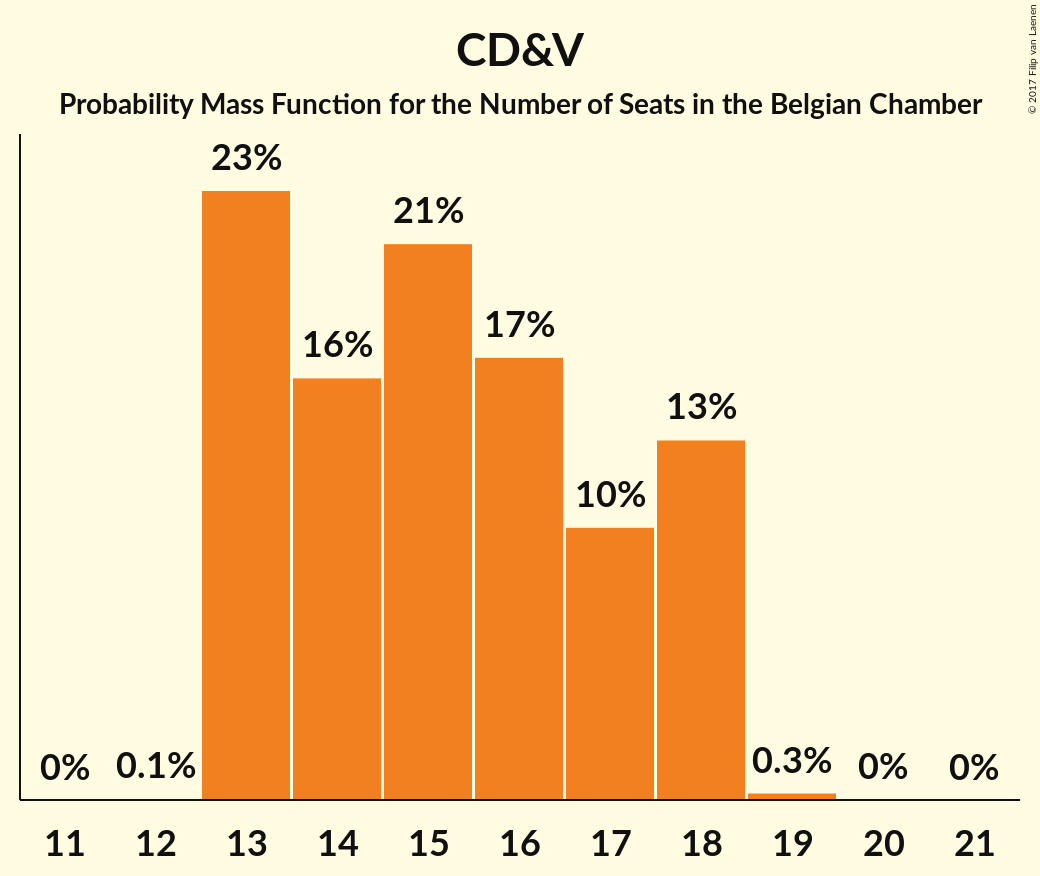 CD&V
Probability Mass Function for the Number of Seats in the Belgian Chamber
© 2017 Filip van Laenen
23%
21%
17%
16%
13%
10%
0%
0.1%
0.3%
0%
0%
11 12 13 14 15 16 17 18 19 20 21